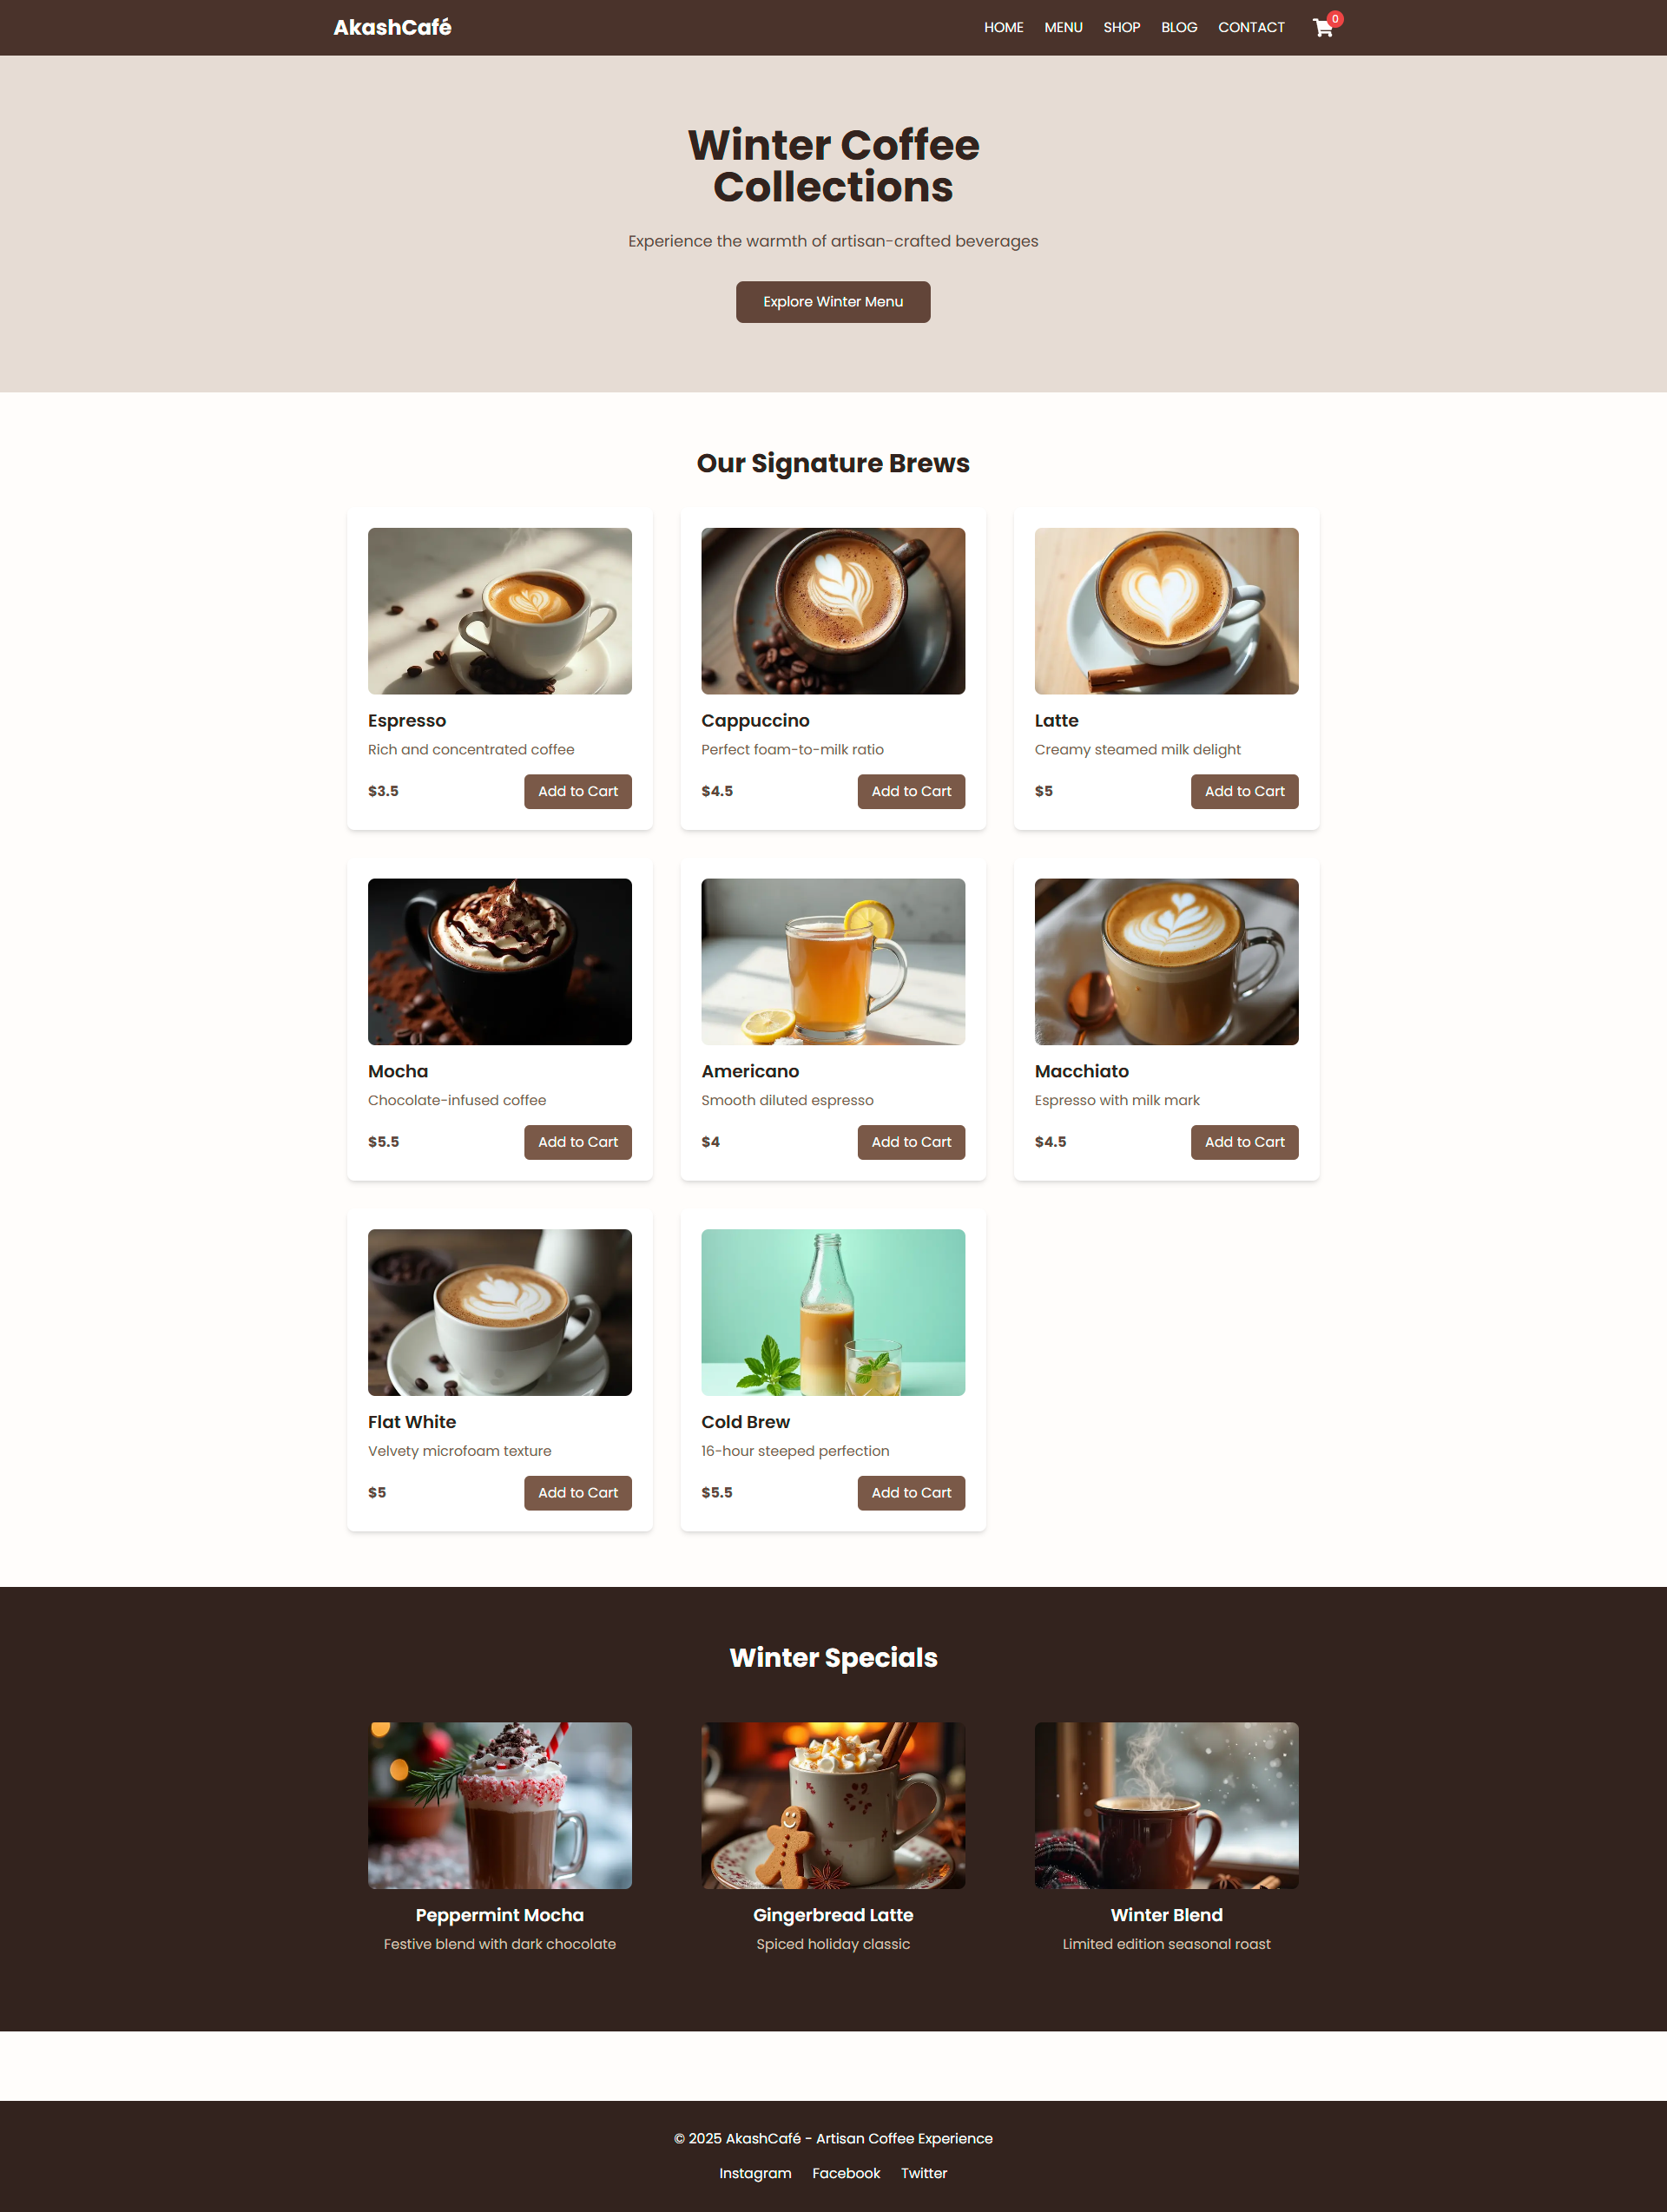 AkashCafé
HOME MENU SHOP BLOG CONTACT 0
Winter Coffee
Collections
Experience the warmth of artisan-crafted beverages
Explore Winter Menu
Our Signature Brews
Espresso
Rich and concentrated coffee
$3.5 Add to Cart
Cappuccino
Perfect foam-to-milk ratio
$4.5 Add to Cart
Latte
Creamy steamed milk delight
$5 Add to Cart
Mocha
Chocolate-infused coffee
$5.5 Add to Cart
Americano
Smooth diluted espresso
$4 Add to Cart
Macchiato
Espresso with milk mark
$4.5 Add to Cart
Flat White
Velvety microfoam texture
$5 Add to Cart
Cold Brew
16-hour steeped perfection
$5.5 Add to Cart
Winter Specials
Peppermint Mocha
Festive blend with dark chocolate
Gingerbread Latte
Spiced holiday classic
Winter Blend
Limited edition seasonal roast
© 2025 AkashCafé - Artisan Coffee Experience
Instagram Facebook Twitter